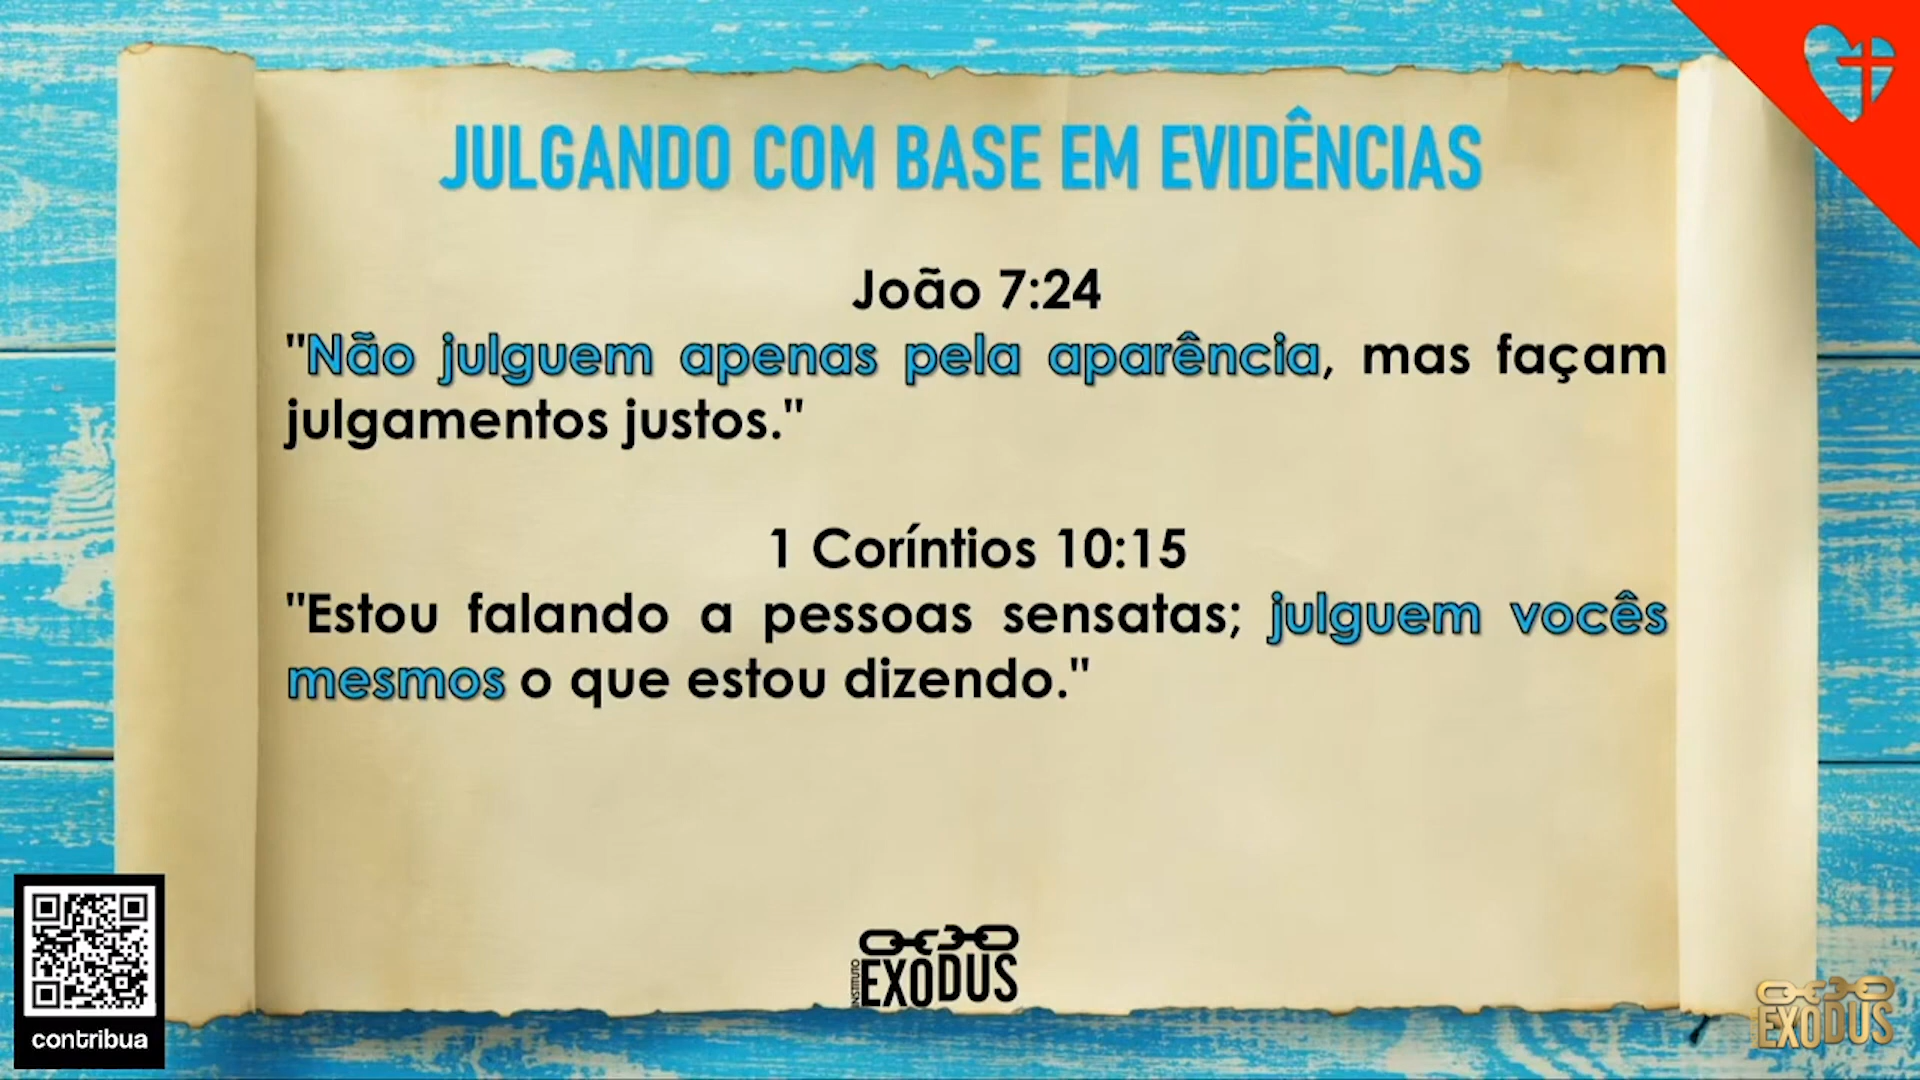 JULGANDO COM BASE EM EVIDÊNCIAS
João 7:24
"Não julguem apenas pela aparência, mas façam
julgamentos justos."
1 Coríntios 10:15
"Estou falando a pessoas sensatas; julguem vocês
mesmos o que estou dizendo."
INSTITUTO
EXODUS
contribua
EXODUS